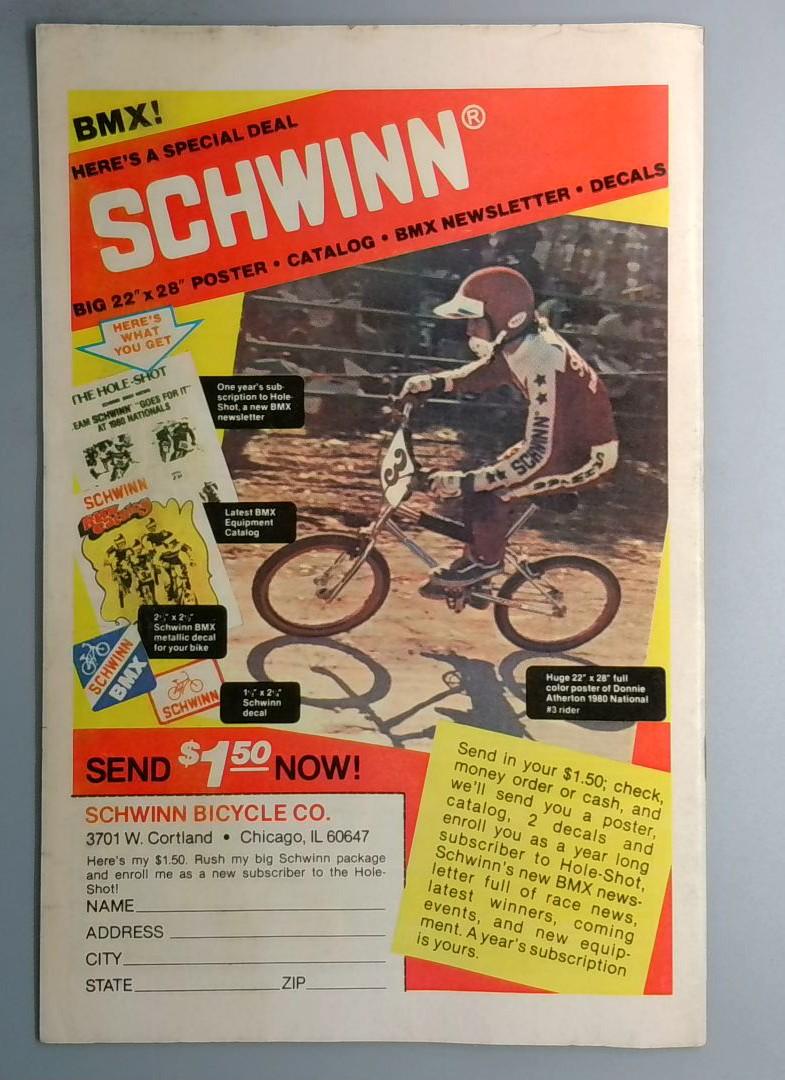 BMX!
HERE'S A SPECIAL DEAL
SCHWINN®
BIG 22" x 28" POSTER • CATALOG • BMX NEWSLETTER • DECALS
HERE'S
WHAT
YOU GET
THE HOLE-SHOT
TEAM SCHWINN "GOES FOR IT"
AT 1980 NATIONALS
One year's sub-
scription to Hole-
Shot, a new BMX
newsletter
SCHWINN
Latest BMX
Equipment
Catalog
2½" x 2½"
Schwinn BMX
metallic decal
for your bike
SCHWINN
BMX
SCHWINN
Schwinn
decal
3
SCHWINN
Huge 22" x 28" full
color poster of Donnie
Atherton 1980 National
#3 rider
SEND $1.50 NOW!
SCHWINN BICYCLE CO.
3701 W. Cortland • Chicago, IL 60647
Here's my $1.50. Rush my big Schwinn package
and enroll me as a new subscriber to the Hole-
Shot!
NAME
ADDRESS
CITY
STATE ZIP
Send in your $1.50; check,
money order or cash, and
we'll send you a poster,
catalog, 2 decals and
enroll you as a year long
subscriber to Hole-Shot,
Schwinn's new BMX news-
letter full of race news,
latest winners, coming
events, and new equip-
ment. A year's subscription
is yours.